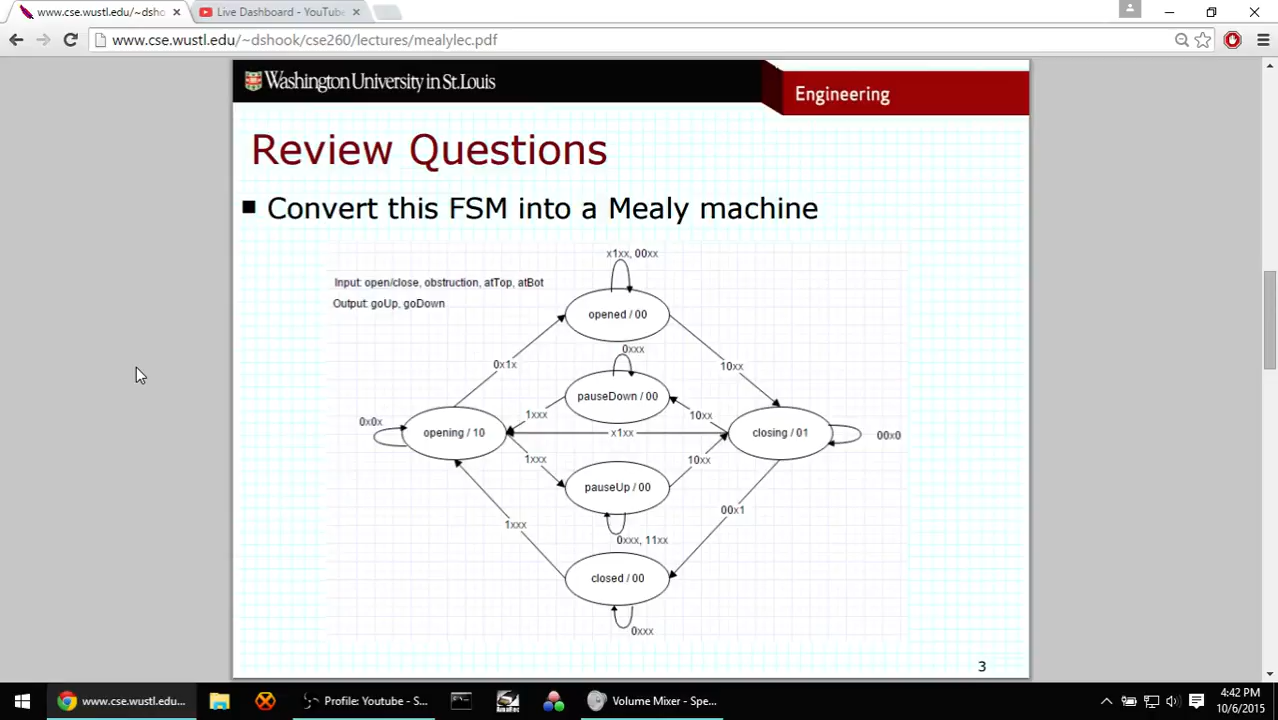 www.cse.wustl.edu/~dsho
Live Dashboard - YouTube
www.cse.wustl.edu/~dshook/cse260/lectures/mealylec.pdf
Washington University in St.Louis
Engineering
Review Questions
Convert this FSM into a Mealy machine
x1xx, 00xx
Input: open/close, obstruction, atTop, atBot
Output: goUp, goDown
opened / 00
0xxx
0x1x
10xx
pauseDown / 00
1xxx
10xx
0x0x
opening / 10
x1xx
closing / 01
00x0
1xxx
10xx
pauseUp / 00
00x1
1xxx
0xxx, 11xx
closed / 00
0xxx
3
www.cse.wustl.edu...
Profile: Youtube - S...
Volume Mixer - Spe...
4:42 PM
10/6/2015